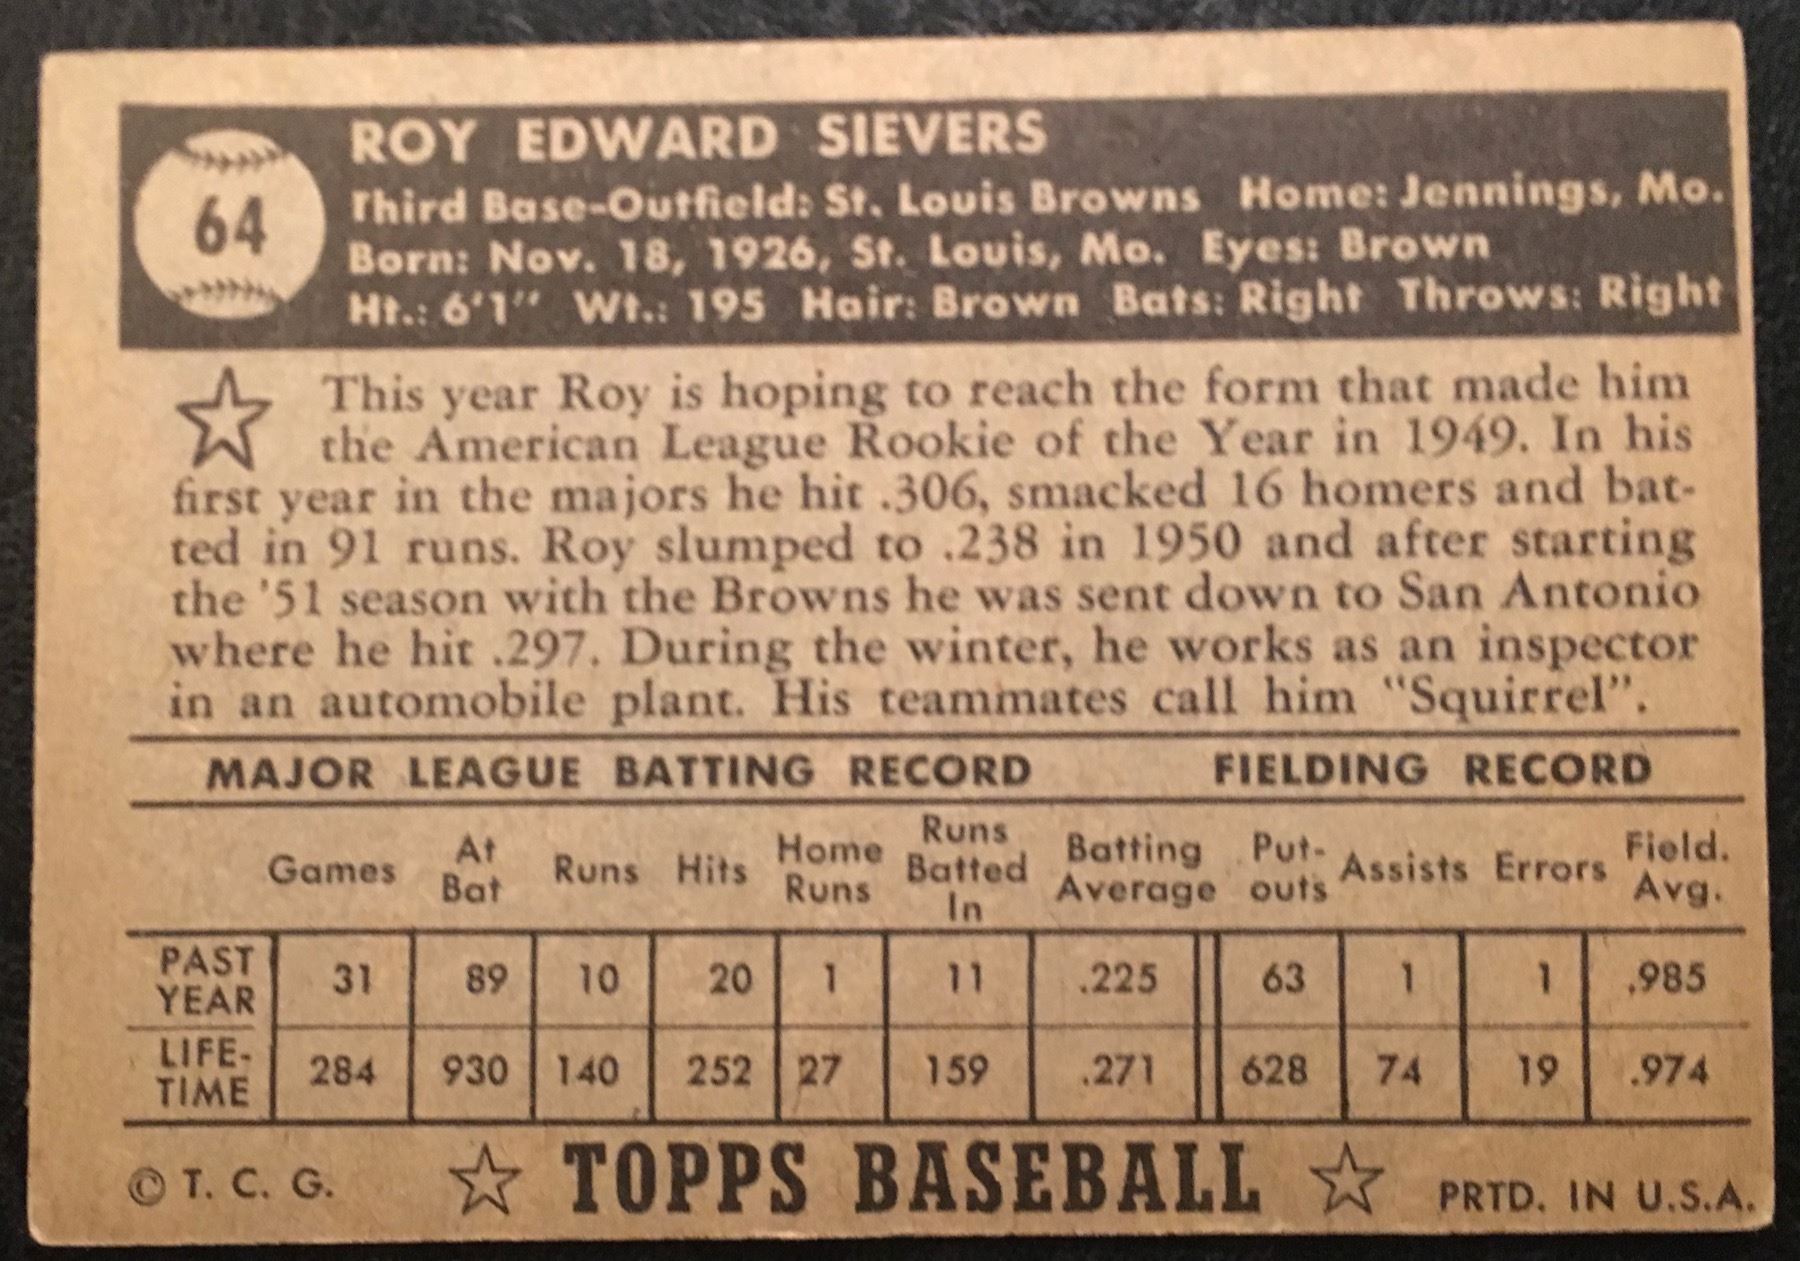 64
ROY EDWARD SIEVERS
Third Base-Outfield: St. Louis Browns Home: Jennings, Mo.
Born: Nov. 18, 1926, St. Louis, Mo. Eyes: Brown
Ht.: 6'1" Wt.: 195 Hair: Brown Bats: Right Throws: Right
This year Roy is hoping to reach the form that made him
the American League Rookie of the Year in 1949. In his
first year in the majors he hit .306, smacked 16 homers and bat-
ted in 91 runs. Roy slumped to .238 in 1950 and after starting
the '51 season with the Browns he was sent down to San Antonio
where he hit .297. During the winter, he works as an inspector
in an automobile plant. His teammates call him "Squirrel".
MAJOR LEAGUE BATTING RECORD FIELDING RECORD
Games At Bat Runs Hits Home Runs Runs Batted In Batting Average Put-outs Assists Errors Field. Avg.
PAST YEAR 31 89 10 20 1 11 .225 63 1 1 .985
LIFE-TIME 284 930 140 252 27 159 .271 628 74 19 .974
© T. C. G. TOPPS BASEBALL PRTD. IN U.S.A.